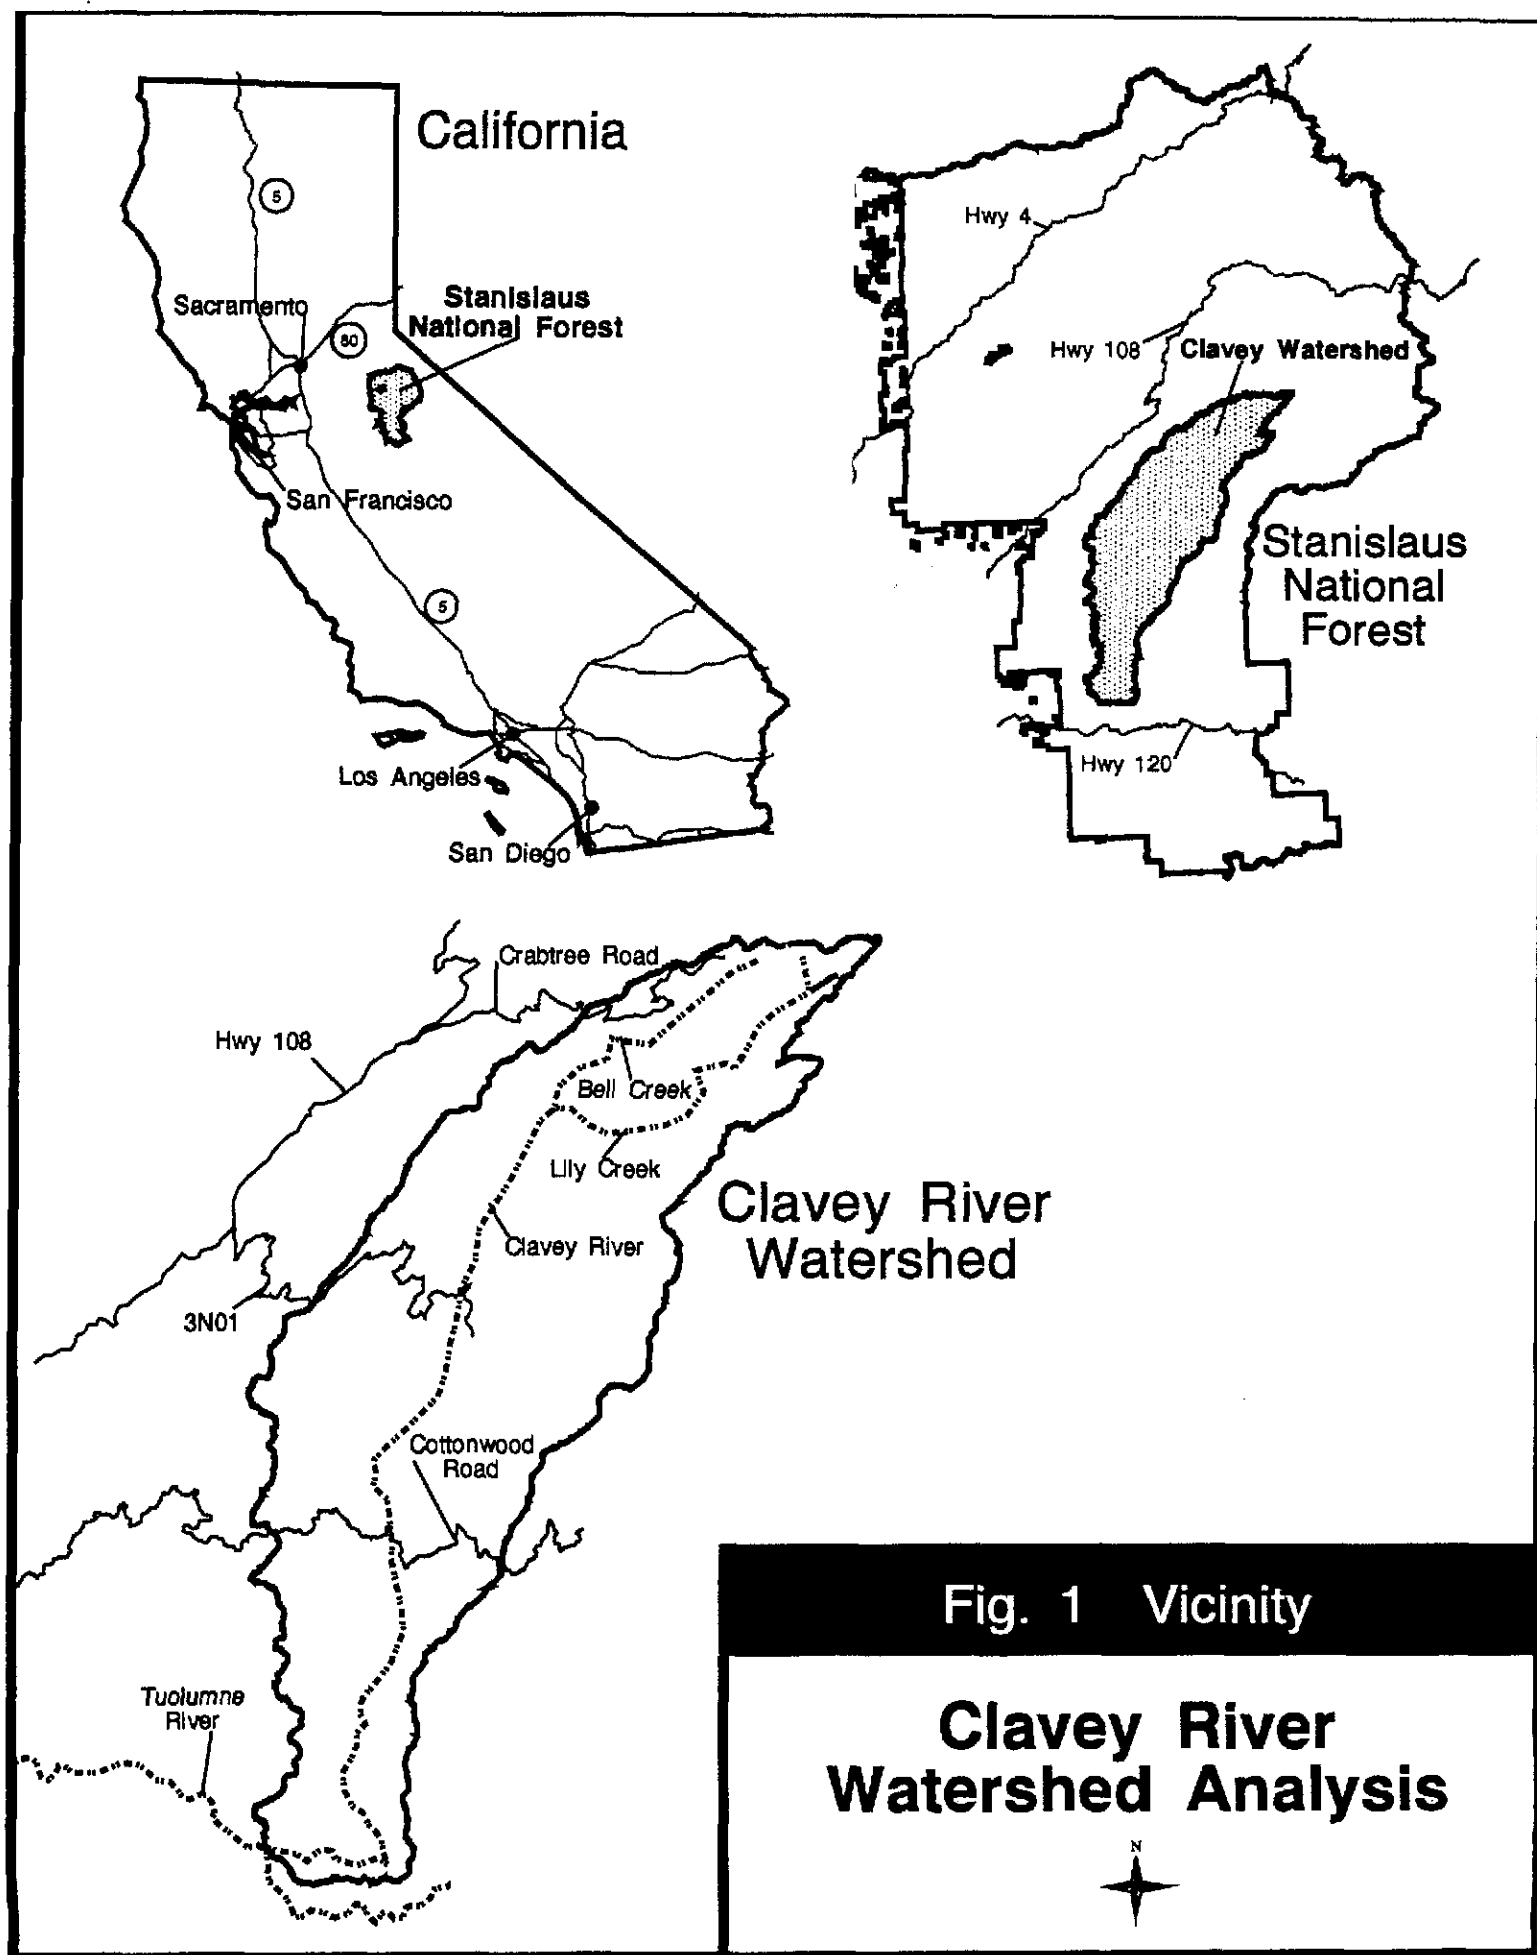 California
5
Sacramento
80
Stanislaus
National Forest
San Francisco
5
Los Angeles
San Diego
Hwy 4
Hwy 108
Clavey Watershed
Stanislaus
National
Forest
Hwy 120
Crabtree Road
Hwy 108
Bell Creek
Lily Creek
Clavey River
Watershed
Clavey River
3N01
Cottonwood
Road
Tuolumne
River
Fig. 1 Vicinity
Clavey River
Watershed Analysis
N